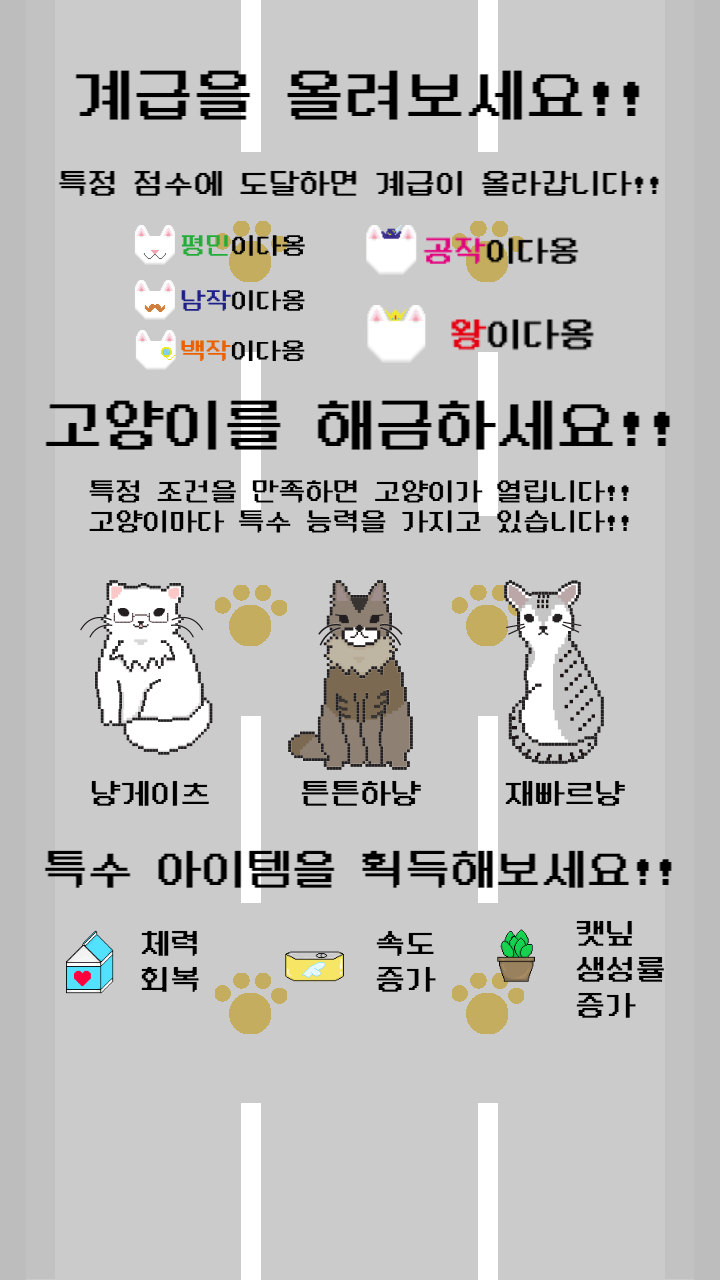 계급을 올려보세요!!
특정 점수에 도달하면 계급이 올라갑니다!!
평민이다옹
남작이다옹
백작이다옹
공작이다옹
왕이다옹
고양이를 해금하세요!!
특정 조건을 만족하면 고양이가 열립니다!!
고양이마다 특수 능력을 가지고 있습니다!!
냥게이츠
튼튼하냥
재빠르냥
특수 아이템을 획득해보세요!!
체력
회복
속도
증가
캣닢
생성률
증가